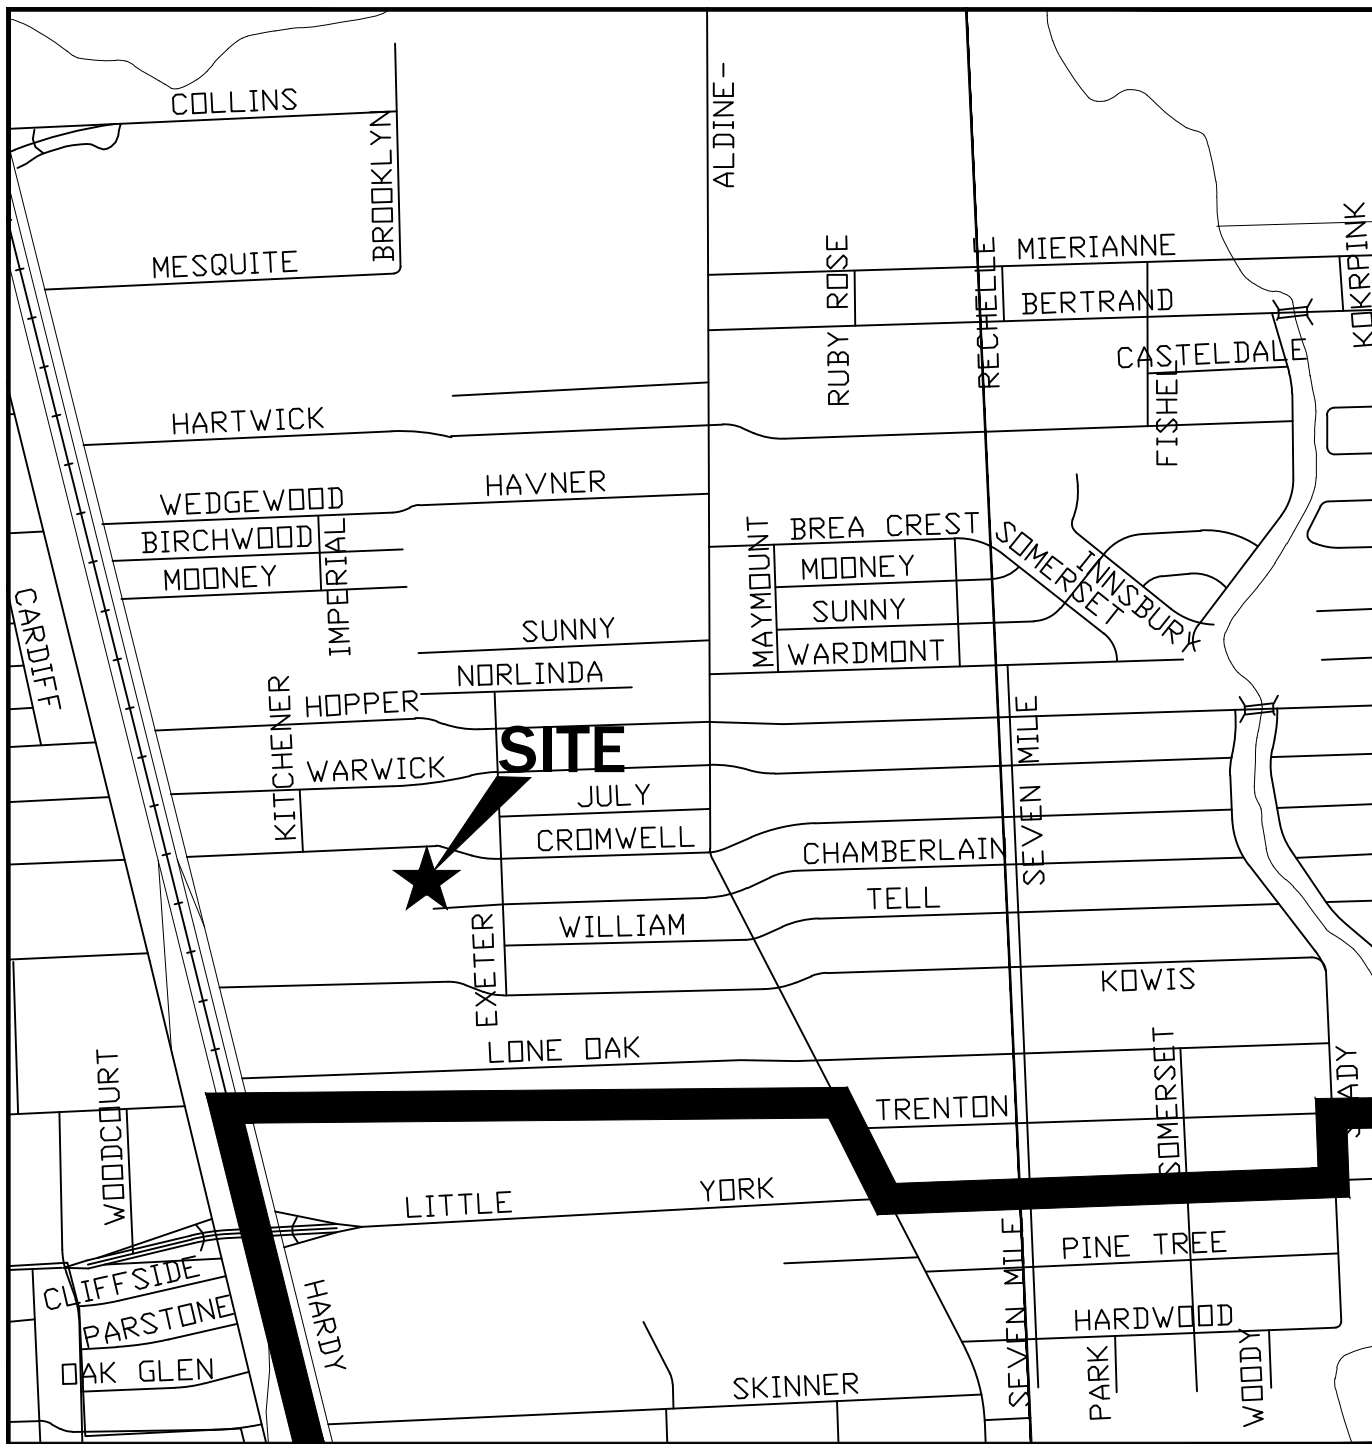 COLLINS
BROOKLYN
ALDINE-
MESQUITE
RUBY ROSE
RECHELLE
MIERIANNE
BERTRAND
KOKRPINK
CASTELDALE
FISHEL
HARTWICK
HAVNER
WEDGEWOOD
BIRCHWOOD
MOONEY
IMPERIAL
MAYMOUNT
BREA CREST
MOONEY
SUNNY
WARDMONT
SOMERSET
INNSBURY
CARDIFF
SUNNY
NORLINDA
HOPPER
KITCHENER
WARWICK
SITE
JULY
CROMWELL
SEVEN MILE
CHAMBERLAIN
TELL
WILLIAM
EXETER
KOWIS
LONE OAK
WOODCOURT
TRENTON
SOMERSET
LITTLE YORK
PINE TREE
SEVEN MILE
CLIFFSIDE
PARSTONE
OAK GLEN
HARDY
HARDWOOD
PARK
WOODY
SKINNER